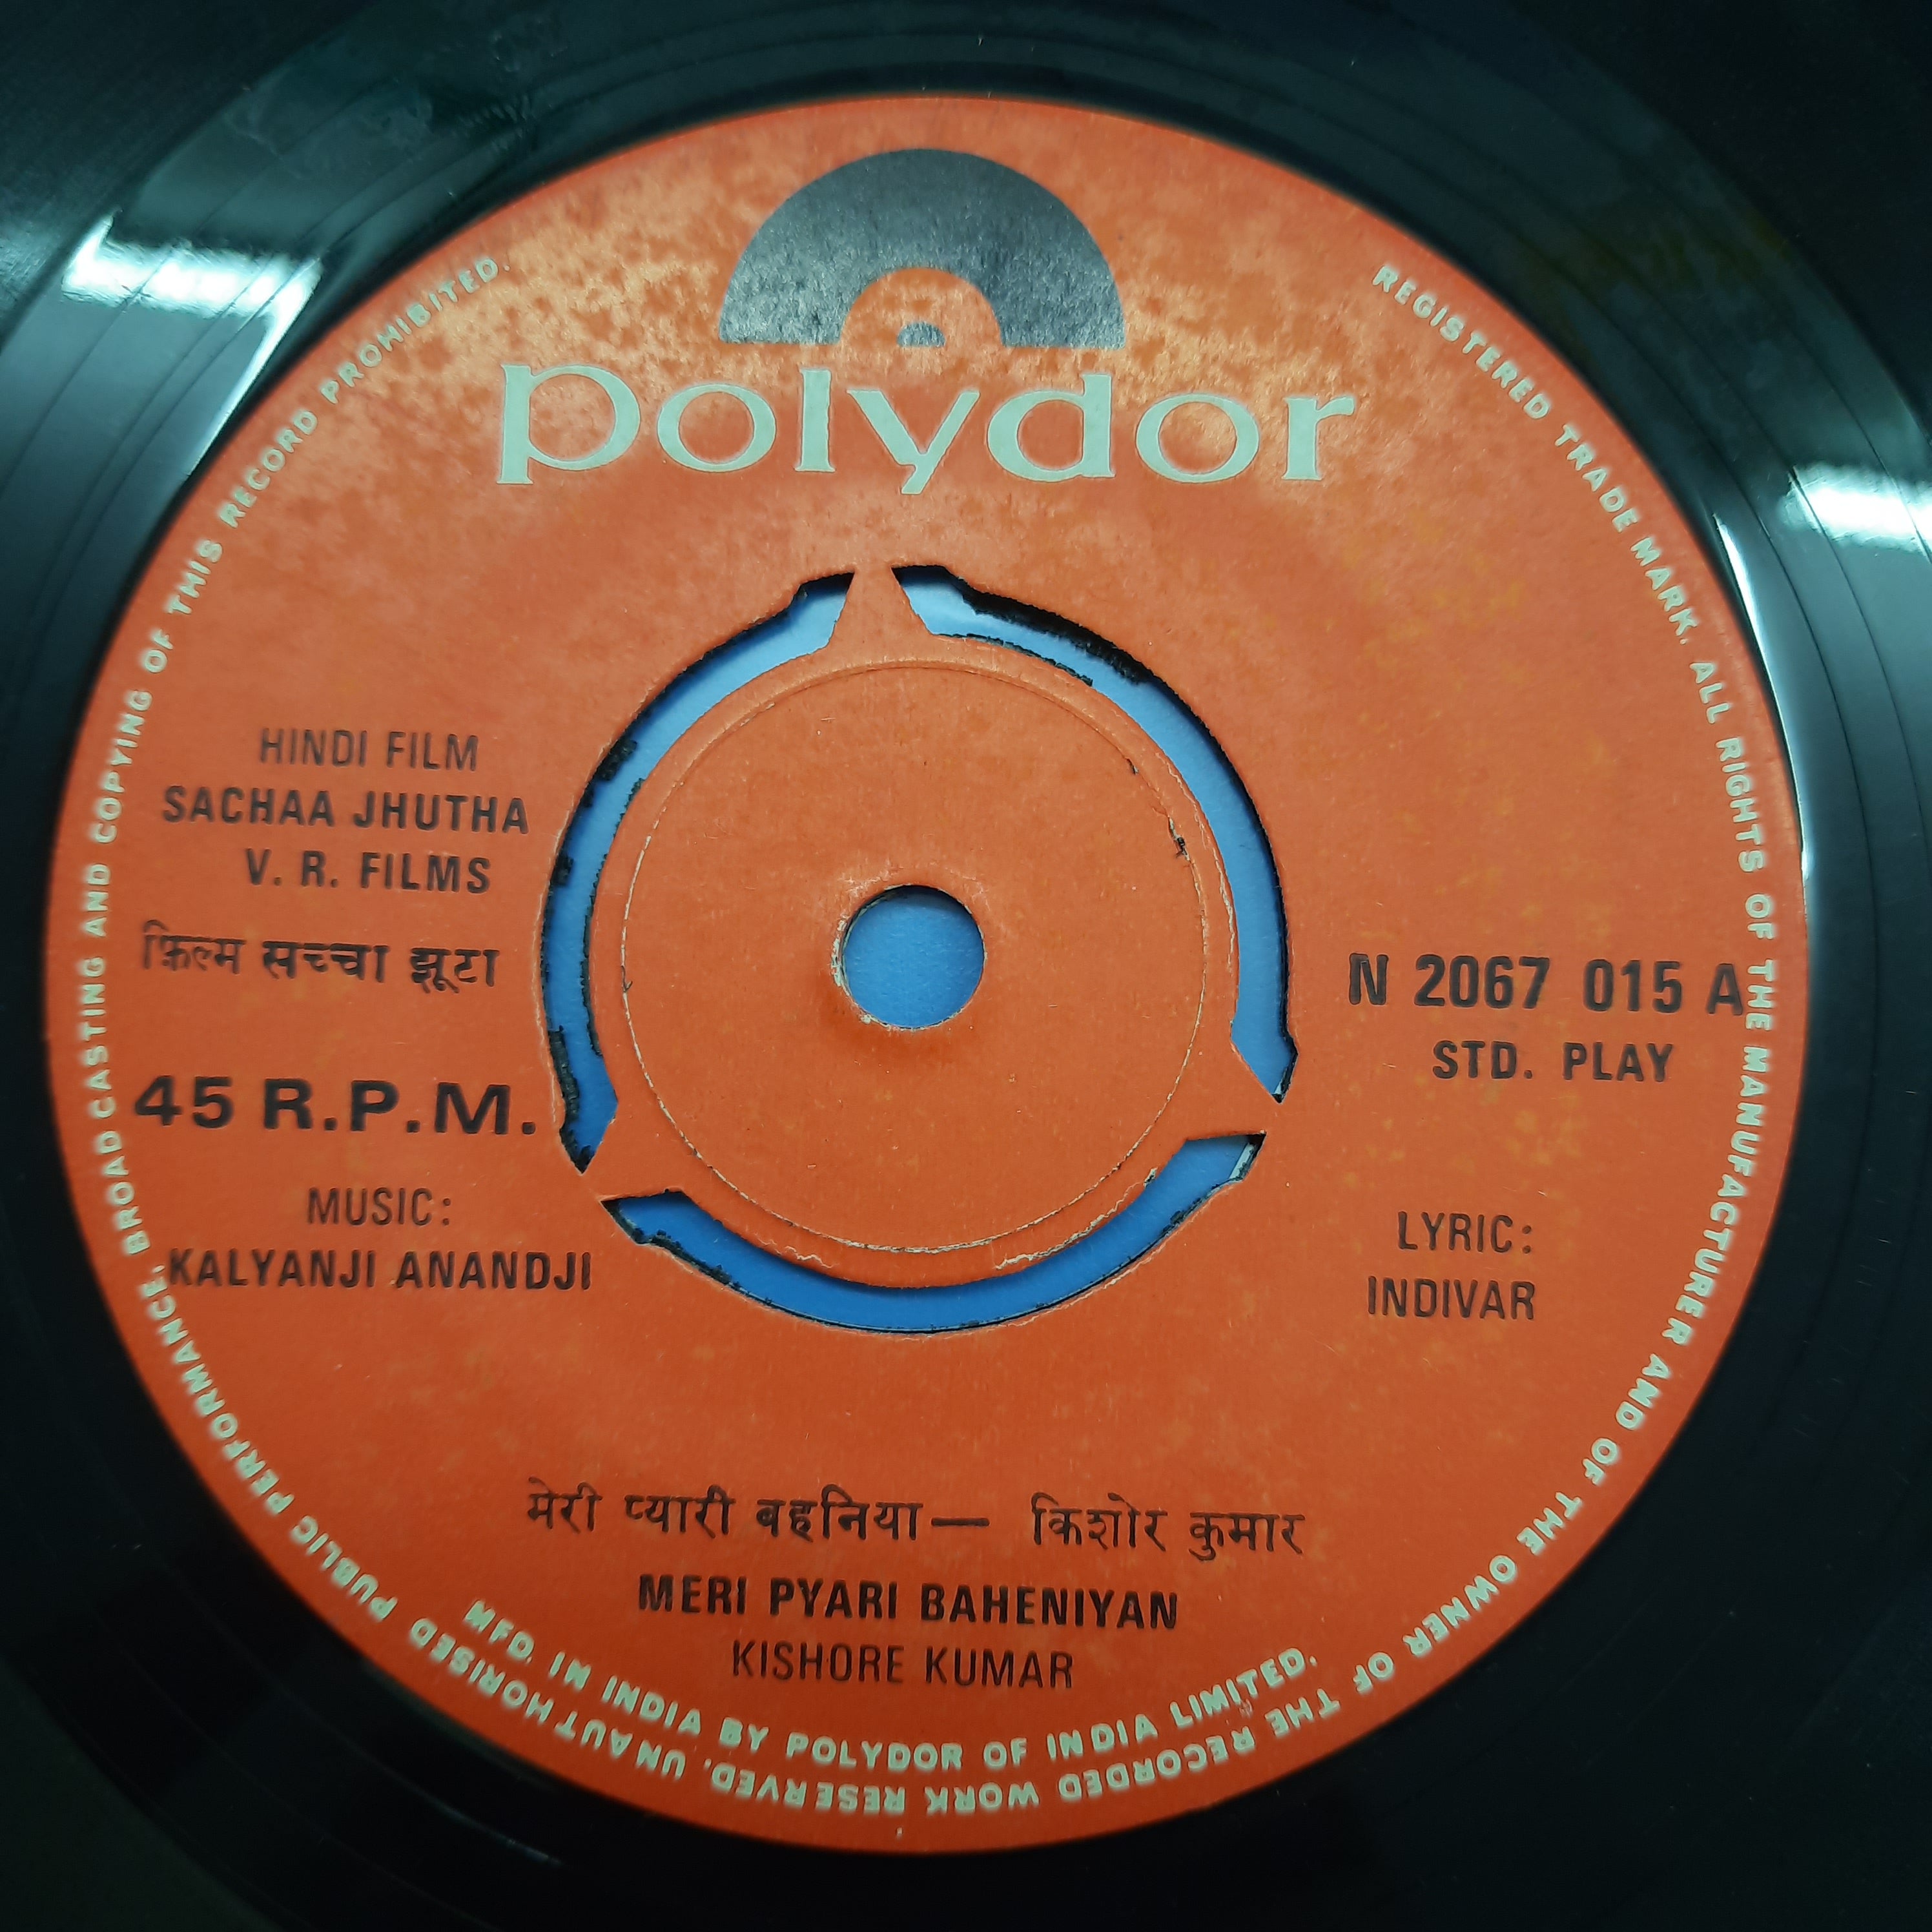 polydor
HINDI FILM
SACHAA JHUTHA
V. R. FILMS
फ़िल्म सच्चा झूटा
45 R.P.M.
MUSIC:
KALYANJI ANANDJI
N 2067 015 A
STD. PLAY
LYRIC:
INDIVAR
मेरी प्यारी बहनिया— किशोर कुमार
MERI PYARI BAHENIYAN
KISHORE KUMAR
MFD. IN INDIA BY POLYDOR OF INDIA LIMITED.
REGISTERED TRADE MARK. ALL RIGHTS OF THE MANUFACTURER AND OF THE OWNER OF THE RECORDED WORK RESERVED. UNAUTHORISED PUBLIC PERFORMANCE. BROAD CASTING AND COPYING OF THIS RECORD PROHIBITED.